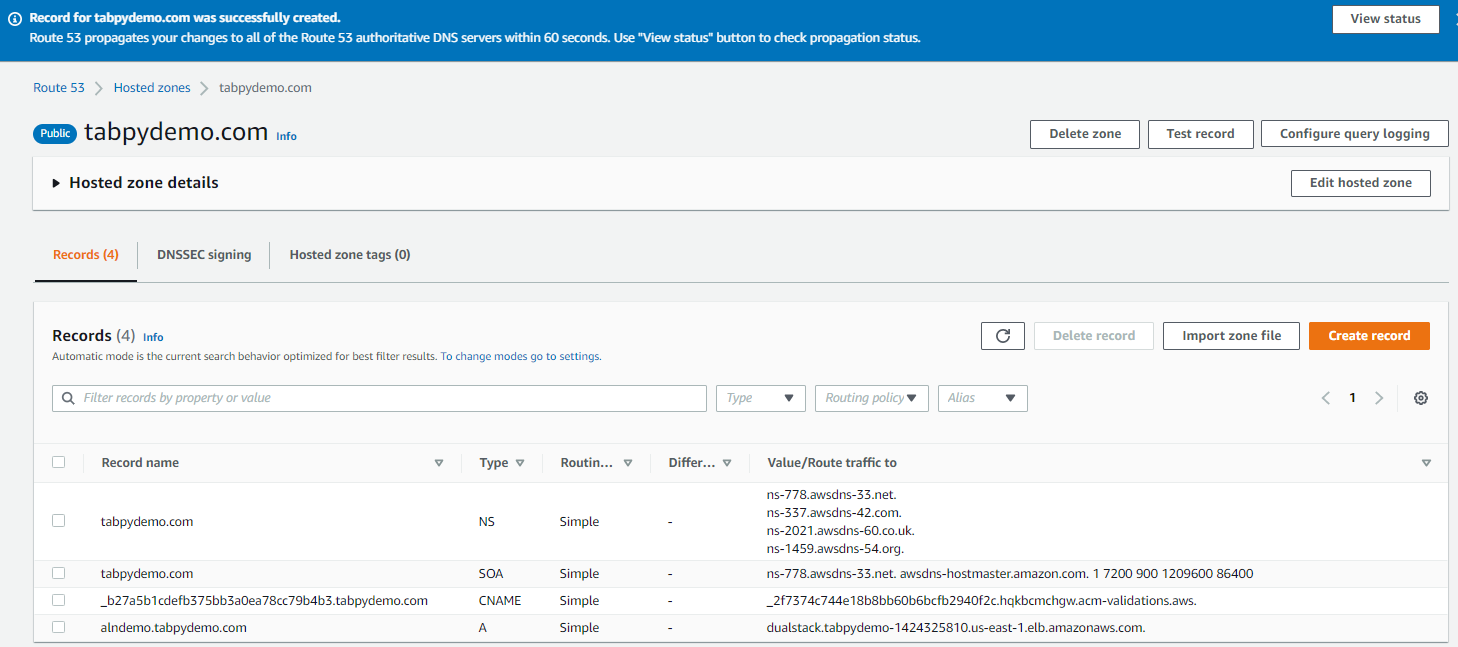 Record for tabpydemo.com was successfully created.
View status
Route 53 propagates your changes to all of the Route 53 authoritative DNS servers within 60 seconds. Use "View status" button to check propagation status.
Route 53 Hosted zones tabpydemo.com
Public tabpydemo.com Info
Delete zone Test record Configure query logging
Hosted zone details Edit hosted zone
Records (4) DNSSEC signing Hosted zone tags (0)
Records (4) Info
Delete record Import zone file Create record
Automatic mode is the current search behavior optimized for best filter results. To change modes go to settings.
Filter records by property or value Type Routing policy Alias 1
Record name Type Routin... Differ... Value/Route traffic to
tabpydemo.com NS Simple - ns-778.awsdns-33.net.
ns-337.awsdns-42.com.
ns-2021.awsdns-60.co.uk.
ns-1459.awsdns-54.org.
tabpydemo.com SOA Simple - ns-778.awsdns-33.net. awsdns-hostmaster.amazon.com. 1 7200 900 1209600 86400
_b27a5b1cdefb375bb3a0ea78cc79b4b3.tabpydemo.com CNAME Simple - _2f7374c744e18b8bb60b6bcfb2940f2c.hqkbcmchgw.acm-validations.aws.
alndemo.tabpydemo.com A Simple - dualstack.tabpydemo-1424325810.us-east-1.elb.amazonaws.com.